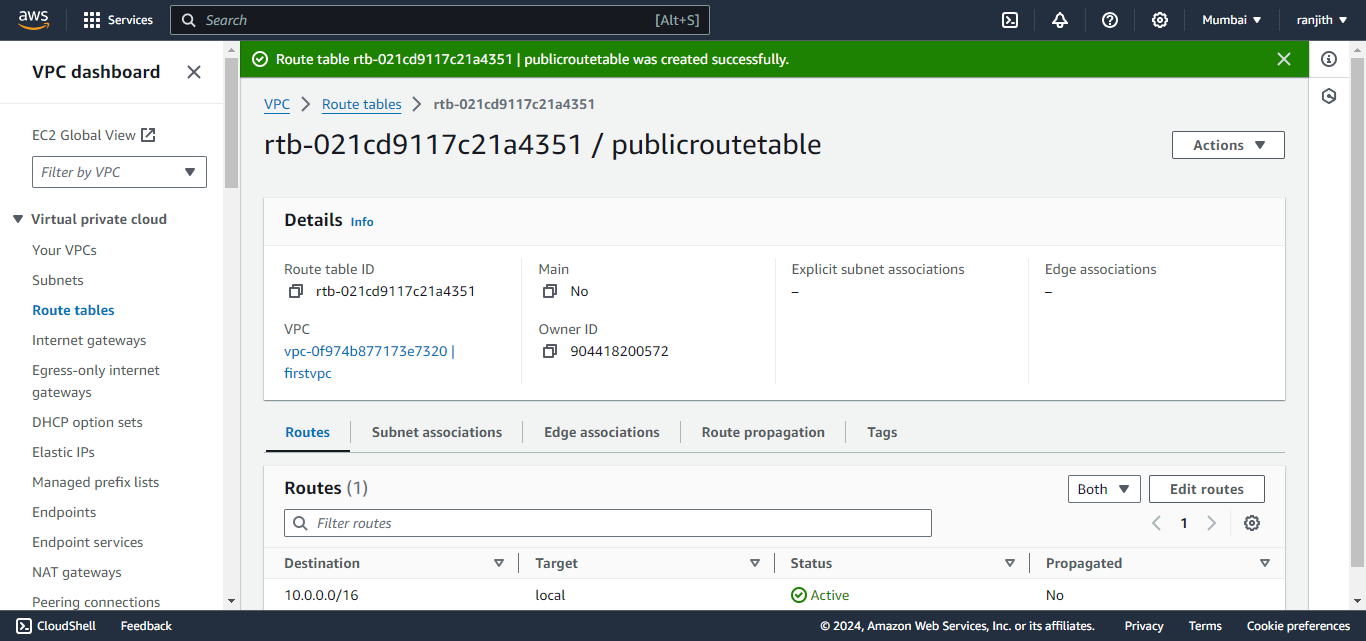 aws
Services
Search
[Alt+S]
Mumbai
ranjith
VPC dashboard
EC2 Global View
Filter by VPC
Virtual private cloud
Your VPCs
Subnets
Route tables
Internet gateways
Egress-only internet
gateways
DHCP option sets
Elastic IPs
Managed prefix lists
Endpoints
Endpoint services
NAT gateways
Peering connections
Route table rtb-021cd9117c21a4351 | publicroutetable was created successfully.
VPC
Route tables
rtb-021cd9117c21a4351
rtb-021cd9117c21a4351 / publicroutetable
Actions
Details Info
Route table ID
rtb-021cd9117c21a4351
Main
No
Explicit subnet associations
–
Edge associations
–
VPC
vpc-0f974b877173e7320 |
firstvpc
Owner ID
904418200572
Routes
Subnet associations
Edge associations
Route propagation
Tags
Routes (1)
Both
Edit routes
Filter routes
1
Destination
Target
Status
Propagated
10.0.0.0/16
local
Active
No
CloudShell
Feedback
© 2024, Amazon Web Services, Inc. or its affiliates.
Privacy
Terms
Cookie preferences